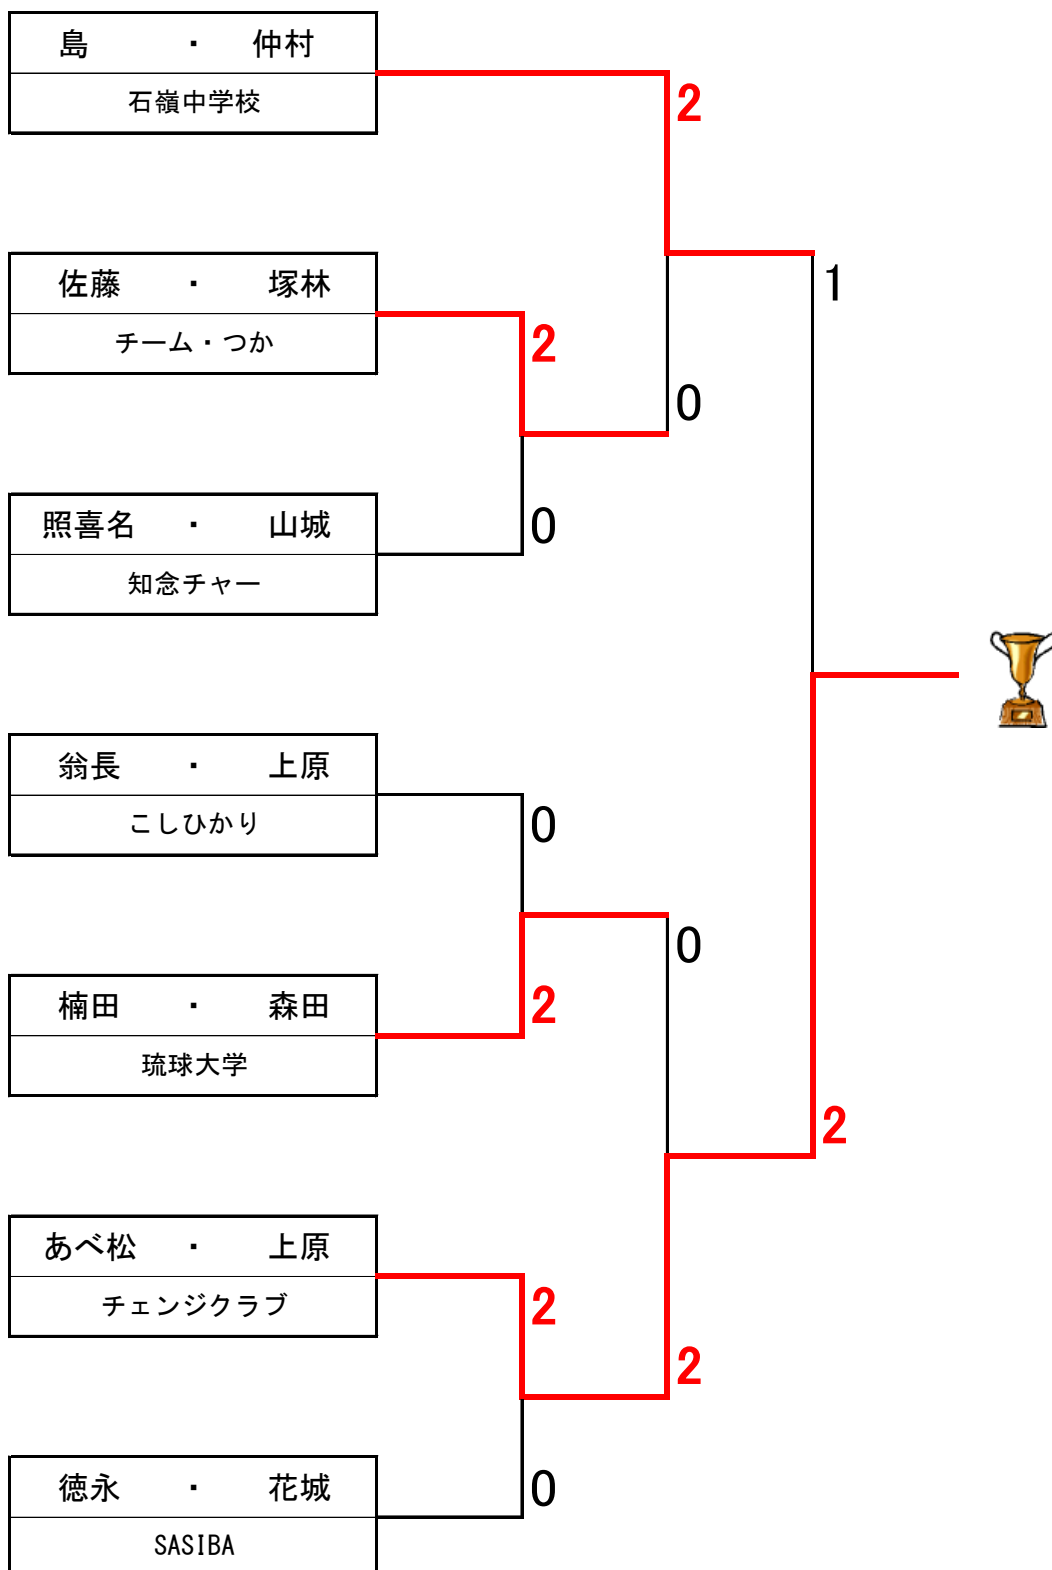 島 ・ 仲村
石嶺中学校
2
1
佐藤 ・ 塚林
チーム・つか
2
0
照喜名 ・ 山城
知念チャー
0
翁長 ・ 上原
こしひかり
0
0
楠田 ・ 森田
琉球大学
2
2
あべ松 ・ 上原
チェンジクラブ
2
2
徳永 ・ 花城
SASIBA
0